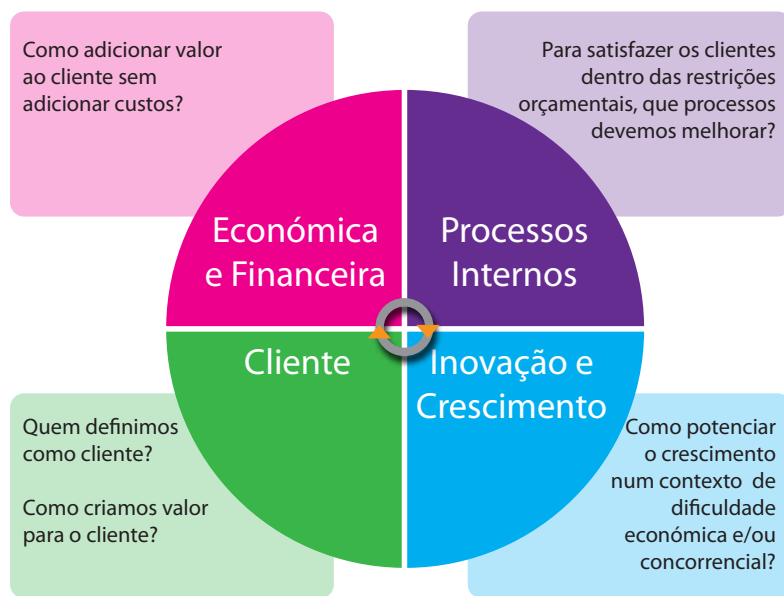 Como adicionar valor
ao cliente sem
adicionar custos?
Para satisfazer os clientes
dentro das restrições
orçamentais, que processos
devemos melhorar?
Económica
e Financeira
Processos
Internos
Cliente
Inovação e
Crescimento
Quem definimos
como cliente?
Como criamos valor
para o cliente?
Como potenciar
o crescimento
num contexto de
dificuldade
económica e/ou
concorrencial?